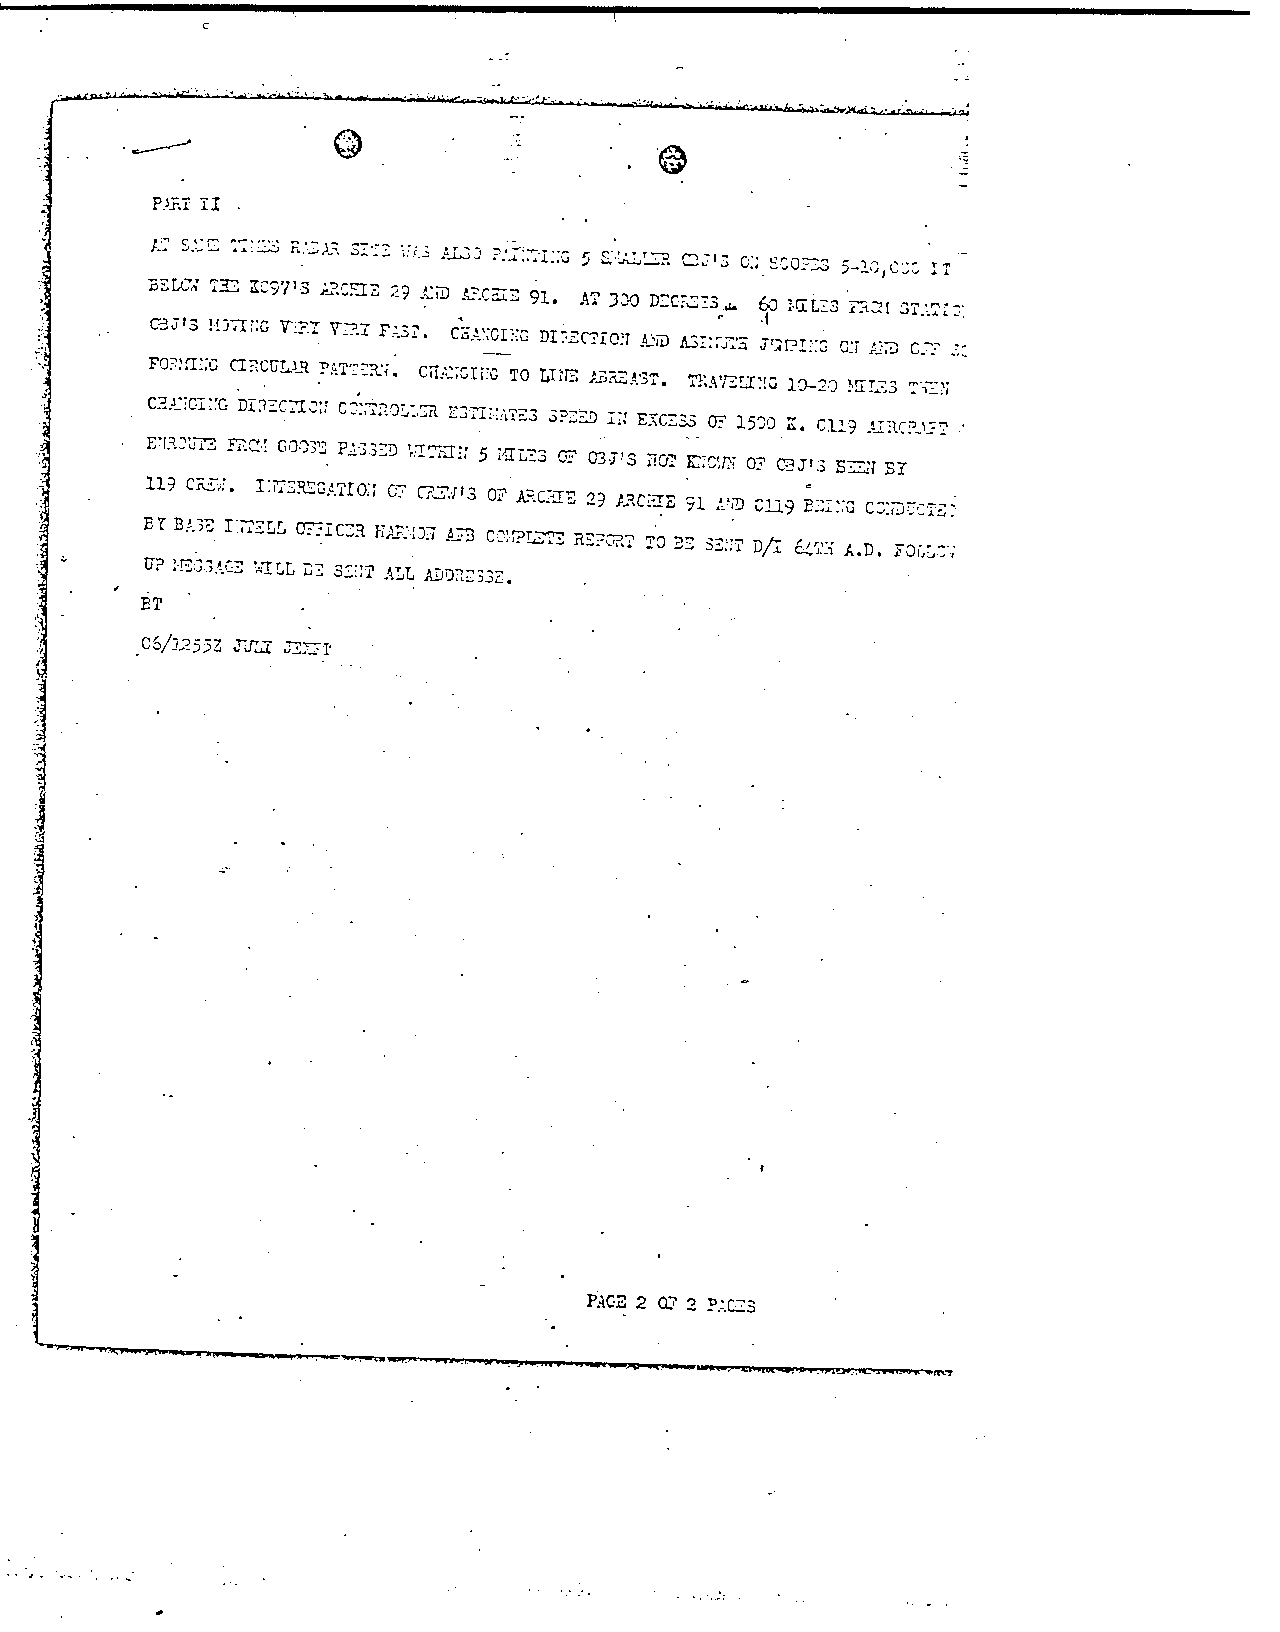 PART II
AT SAME TIMES RADAR SITE WAS ALSO PAINTING 5 SMALLER OBJ'S ON SCOPES 5-10,000 FT
BELOW THE KC97'S ARCHIE 29 AND ARCHIE 91. AT 300 DEGREES 60 MILES FROM
OBJ'S MOVING VERY VERY FAST. CHANGING DIRECTION AND JUMPING ON AND OFF
FORMING CIRCULAR PATTERN. CHANGING TO LINE ABREAST. TRAVELING 10-20 MILES THEN
CHANGING DIRECTION CONTROLLER ESTIMATES SPEED IN EXCESS OF 1500 K. C119 AIRCRAFT
ENROUTE FROM GOOSE PASSED WITHIN 5 MILES OF OBJ'S NOT KNOWN OF OBJ'S SEEN BY
119 CREW. INTEREGATION OF CREW'S OF ARCHIE 29 ARCHIE 91 AND C119 BEING CONDUCTED
BY BASE INTELL OFFICER HARMON AFB COMPLETE REPORT TO BE SENT D/I 64TH A.D. FOLLOW
UP MESSAGE WILL BE SENT ALL ADDRESSE.
BT
06/1255Z JULY JEXFI
PAGE 2 OF 2 PAGES